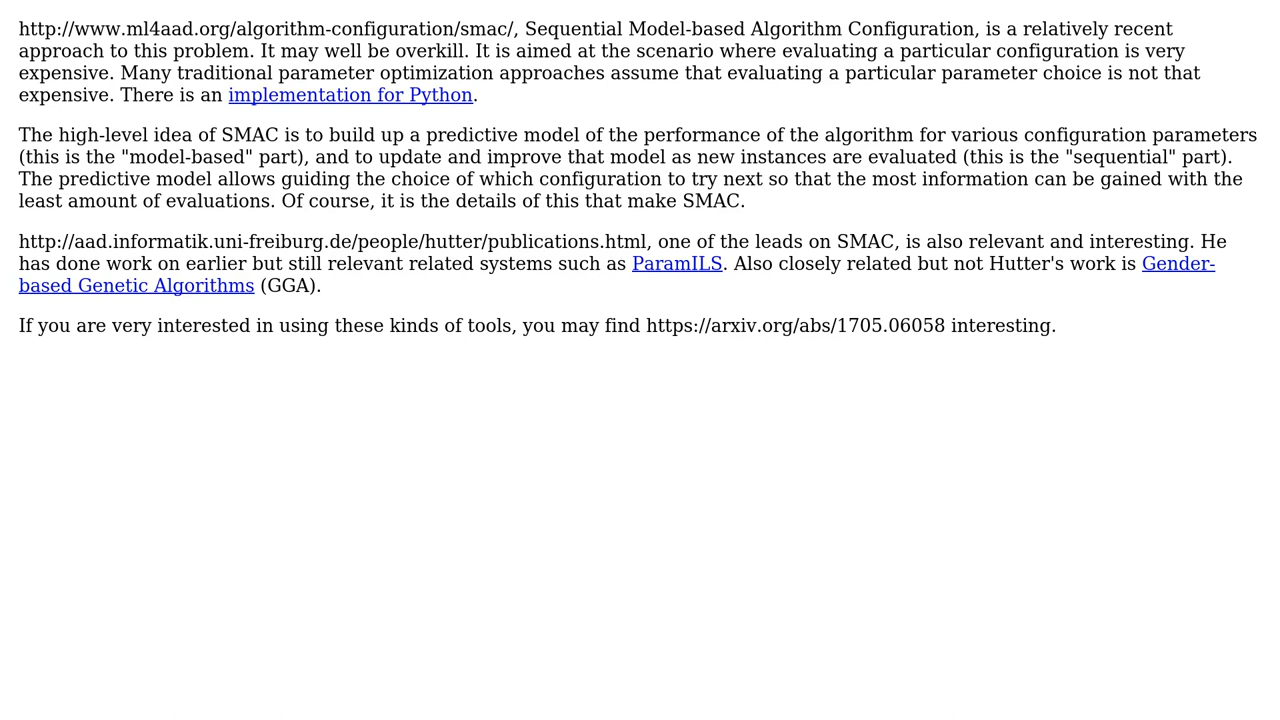 http://www.ml4aad.org/algorithm-configuration/smac/, Sequential Model-based Algorithm Configuration, is a relatively recent
approach to this problem. It may well be overkill. It is aimed at the scenario where evaluating a particular configuration is very
expensive. Many traditional parameter optimization approaches assume that evaluating a particular parameter choice is not that
expensive. There is an implementation for Python.
The high-level idea of SMAC is to build up a predictive model of the performance of the algorithm for various configuration parameters
(this is the "model-based" part), and to update and improve that model as new instances are evaluated (this is the "sequential" part).
The predictive model allows guiding the choice of which configuration to try next so that the most information can be gained with the
least amount of evaluations. Of course, it is the details of this that make SMAC.
http://aad.informatik.uni-freiburg.de/people/hutter/publications.html, one of the leads on SMAC, is also relevant and interesting. He
has done work on earlier but still relevant related systems such as ParamILS. Also closely related but not Hutter's work is Gender-
based Genetic Algorithms (GGA).
If you are very interested in using these kinds of tools, you may find https://arxiv.org/abs/1705.06058 interesting.